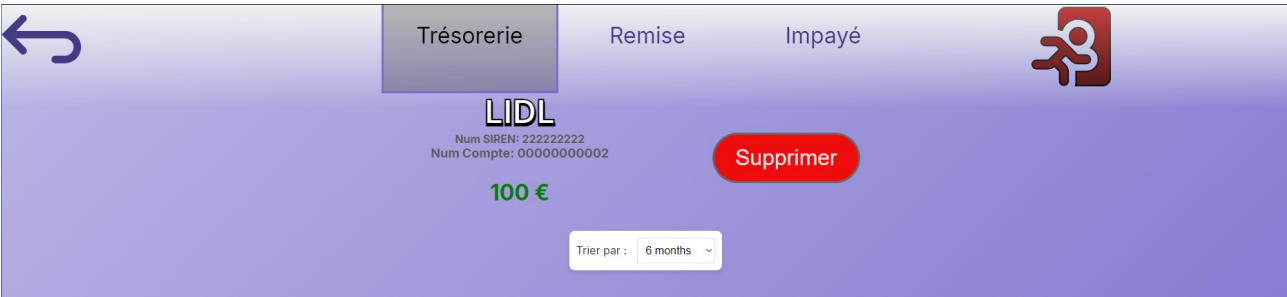 Trésorerie Remise Impayé
LIDL
Num SIREN: 222222222
Num Compte: 00000000002
Supprimer
100 €
Trier par : 6 months